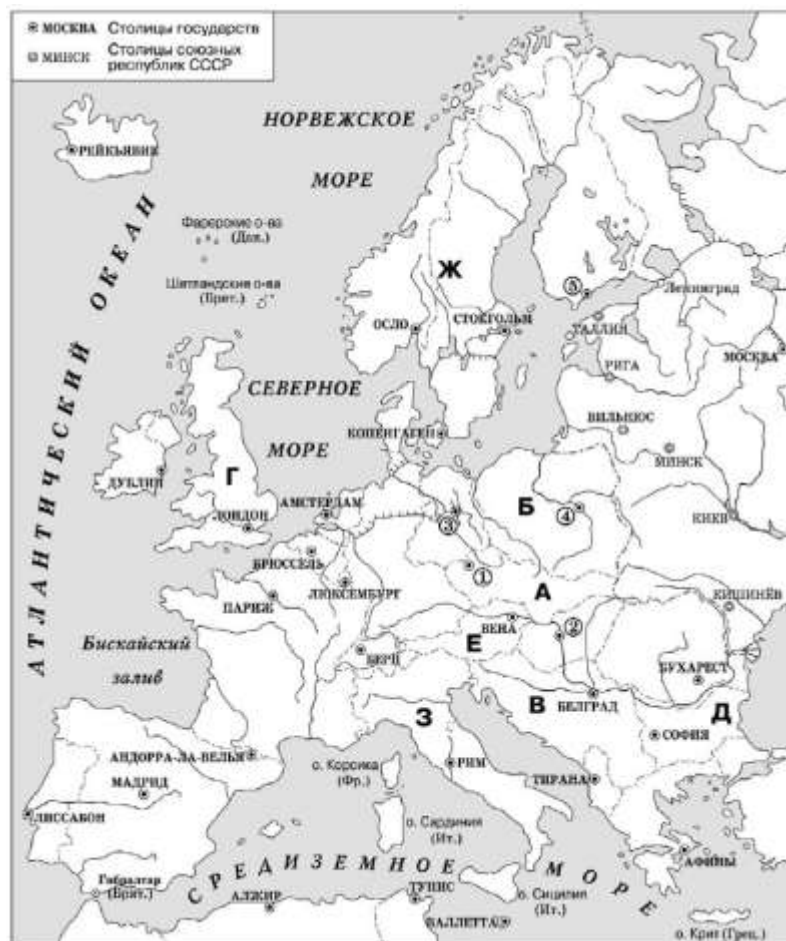 МОСКВА Столицы государств
МИНСК Столицы союзных
республик СССР
НОРВЕЖСКОЕ
МОРЕ
РЕЙКЬЯВИК
Фарерские о-ва
(Дан.)
Шетландские о-ва
(Брит.)
АТЛАНТИЧЕСКИЙ ОКЕАН
Ж
5
Ленинград
ОСЛО
СТОКГОЛЬМ
ТАЛЛИН
МОСКВА
РИГА
СЕВЕРНОЕ
МОРЕ
КОПЕНГАГЕН
ВИЛЬНЮС
МИНСК
ДУБЛИН
Г
ЛОНДОН
АМСТЕРДАМ
3
Б
4
КИЕВ
БРЮССЕЛЬ
1
ЛЮКСЕМБУРГ
А
ПАРИЖ
КИШИНЁВ
ВЕНА
2
Бискайский
залив
БЕРН
Е
БУХАРЕСТ
З
В
БЕЛГРАД
Д
СОФИЯ
АНДОРРА-ЛА-ВЕЛЬЯ
о. Корсика
(Фр.)
РИМ
ТИРАНА
МАДРИД
ЛИССАБОН
о. Сардиния
(Ит.)
СРЕДИЗЕМНОЕ МОРЕ
АФИНЫ
Гибралтар
(Брит.)
АЛЖИР
ТУНИС
о. Сицилия
(Ит.)
ВАЛЛЕТТА
о. Крит (Грец.)